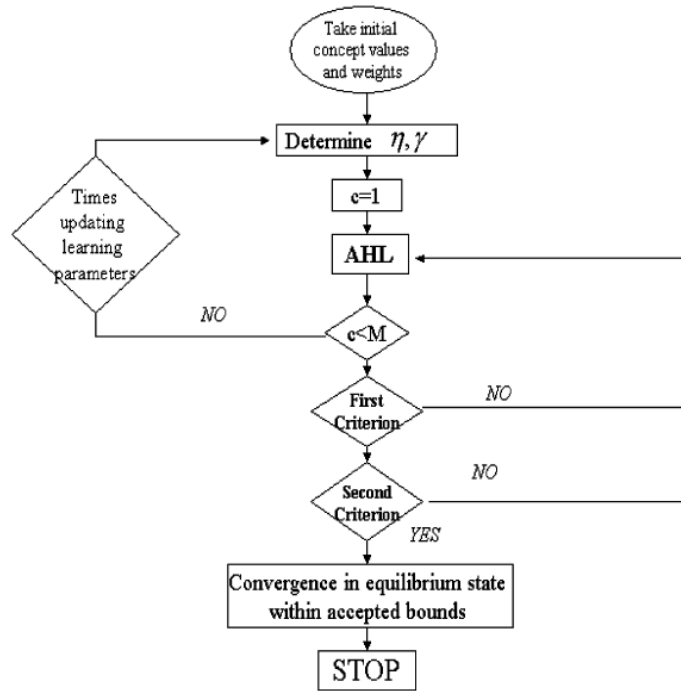 Take initial
concept values
and weights
Determine η, γ
c=1
AHL
Times
updating
learning
parameters
NO
c<M
First
Criterion
NO
Second
Criterion
NO
YES
Convergence in equilibrium state
within accepted bounds
STOP